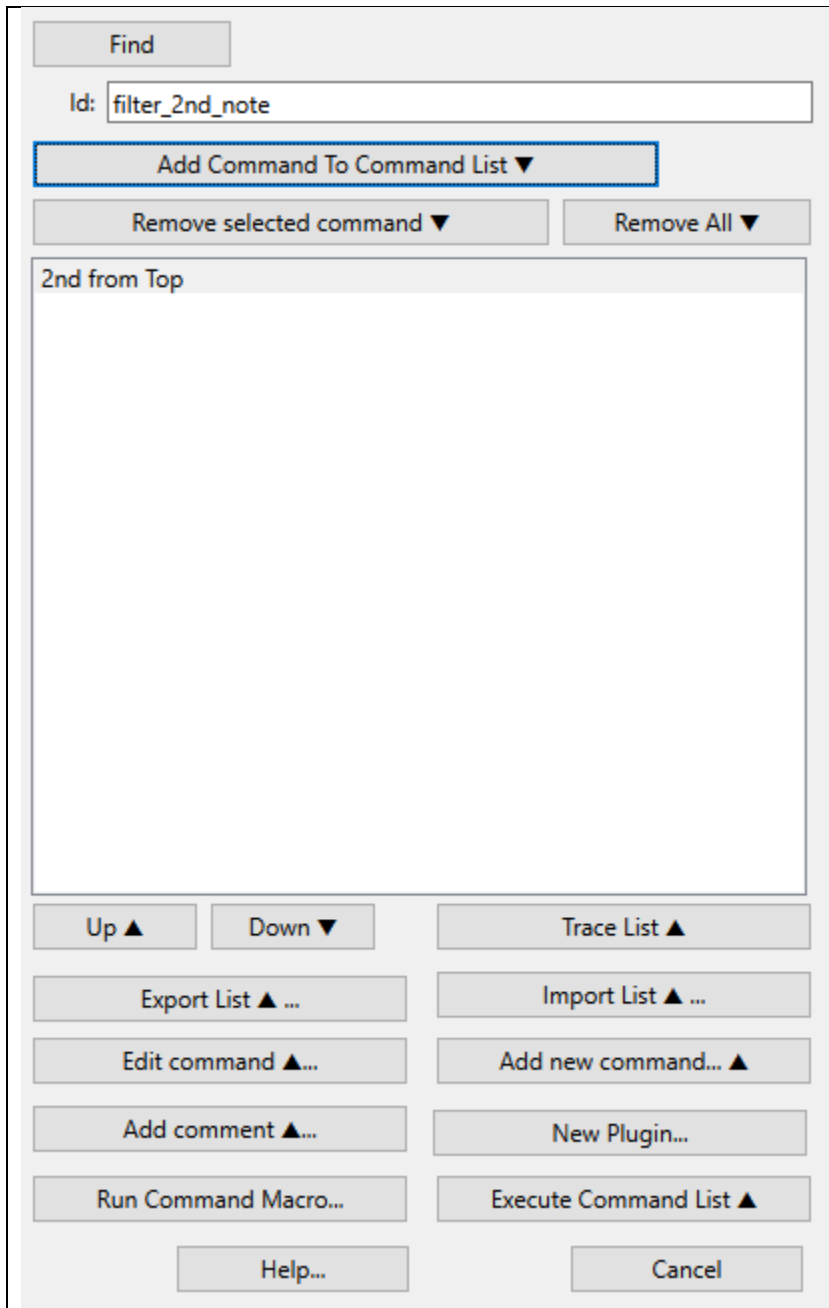 Find
Id: filter_2nd_note
Add Command To Command List ▼
Remove selected command ▼ Remove All ▼
2nd from Top
Up ▲ Down ▼ Trace List ▲
Export List ▲ ... Import List ▲ ...
Edit command ▲... Add new command... ▲
Add comment ▲... New Plugin...
Run Command Macro... Execute Command List ▲
Help... Cancel